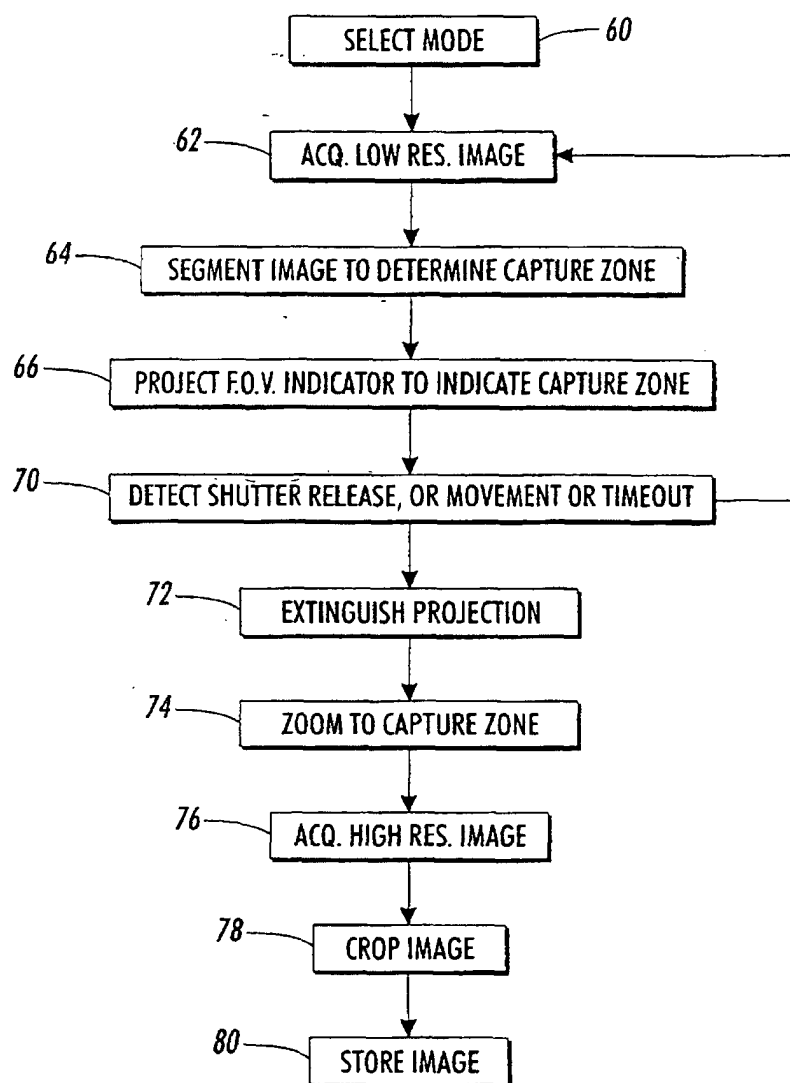 SELECT MODE
60
62
ACQ. LOW RES. IMAGE
64
SEGMENT IMAGE TO DETERMINE CAPTURE ZONE
66
PROJECT F.O.V. INDICATOR TO INDICATE CAPTURE ZONE
70
DETECT SHUTTER RELEASE, OR MOVEMENT OR TIMEOUT
72
EXTINGUISH PROJECTION
74
ZOOM TO CAPTURE ZONE
76
ACQ. HIGH RES. IMAGE
78
CROP IMAGE
80
STORE IMAGE